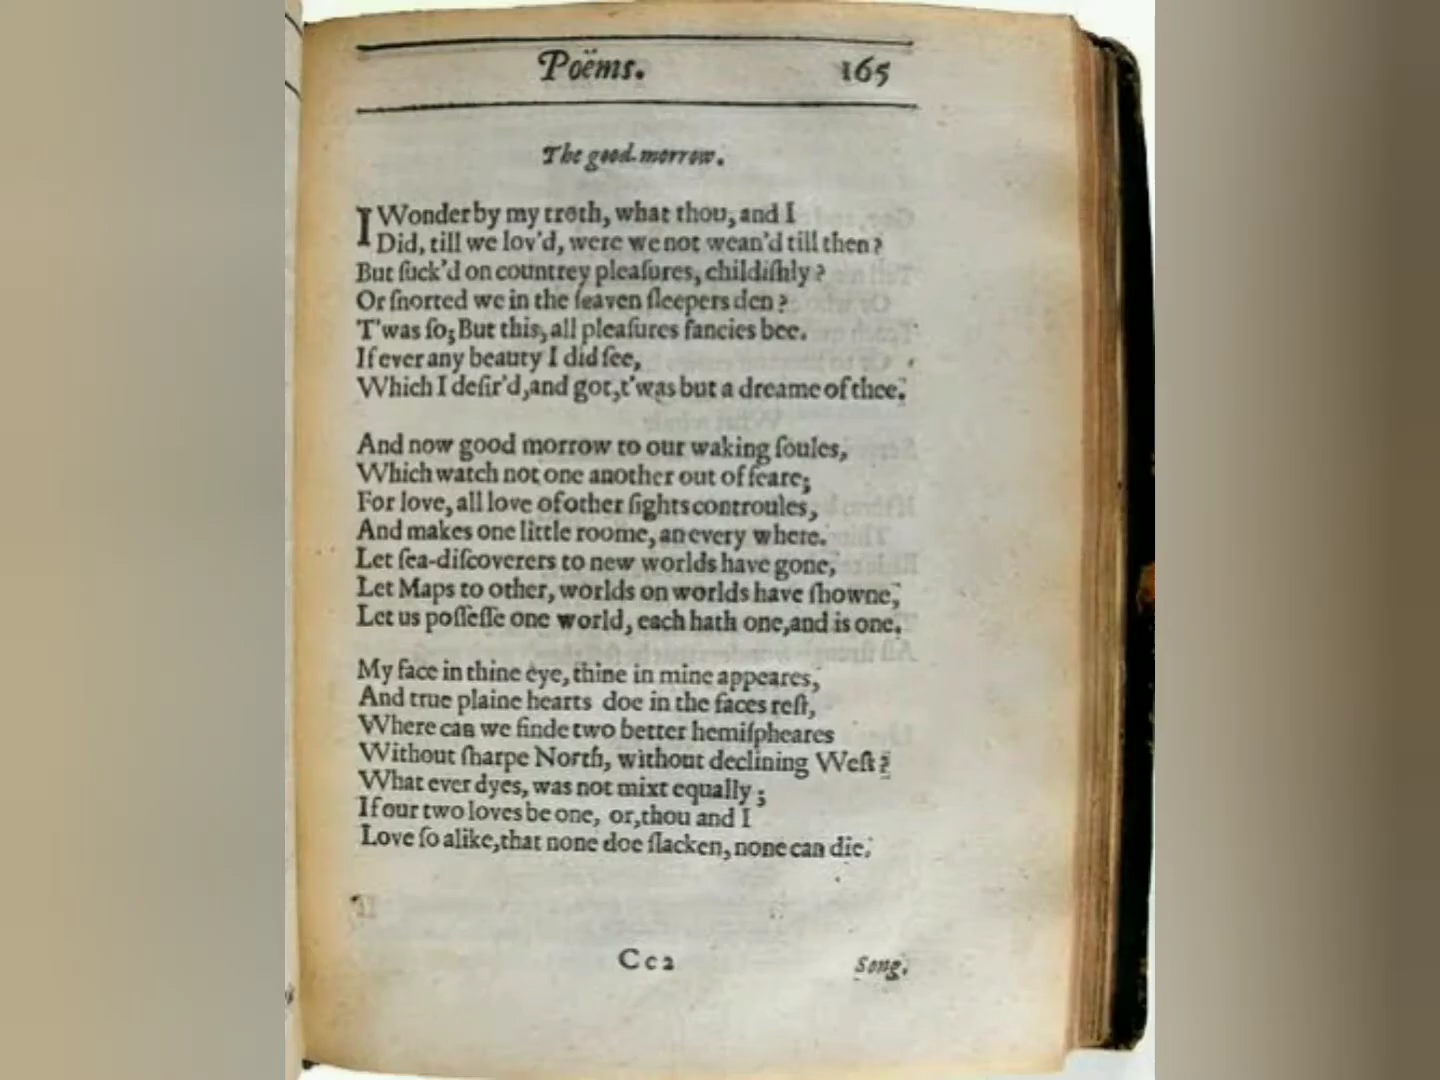 Poëms. 165
The good-morrow.
I Wonder by my troth, what thou, and I
Did, till we lov'd, were we not wean'd till then?
But ſuck'd on countrey pleaſures, childiſhly?
Or ſnorted we in the ſeaven ſleepers den?
T'was ſo; But this, all pleaſures fancies bee.
If ever any beauty I did ſee,
Which I deſir'd, and got, t'was but a dreame of thee.
And now good morrow to our waking ſoules,
Which watch not one another out of feare;
For love, all love of other ſights controules,
And makes one little roome, an every where.
Let ſea-diſcoverers to new worlds have gone,
Let Maps to other, worlds on worlds have ſhowne,
Let us poſſeſſe one world, each hath one, and is one.
My face in thine eye, thine in mine appeares,
And true plaine hearts doe in the faces reſt,
Where can we finde two better hemiſpheares
Without ſharpe North, without declining Weſt?
What ever dyes, was not mixt equally;
If our two loves be one, or, thou and I
Love ſo alike, that none doe ſlacken, none can die.
Cc2 Song.